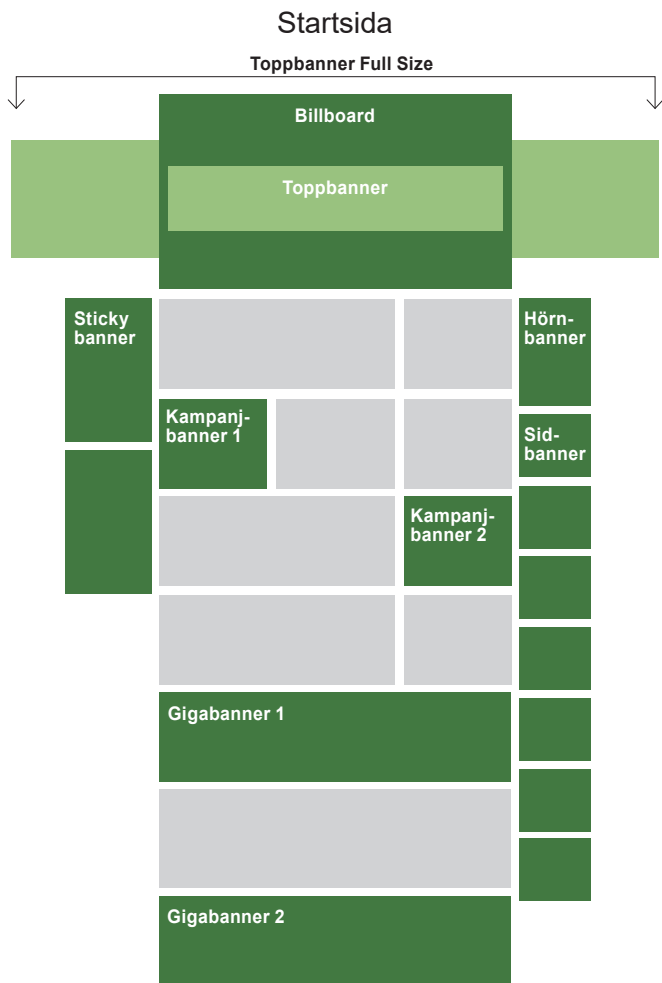 Startsida
Toppbanner Full Size
Billboard
Toppbanner
Sticky
banner
Hörn-
banner
Kampanj-
banner 1
Sid-
banner
Kampanj-
banner 2
Gigabanner 1
Gigabanner 2